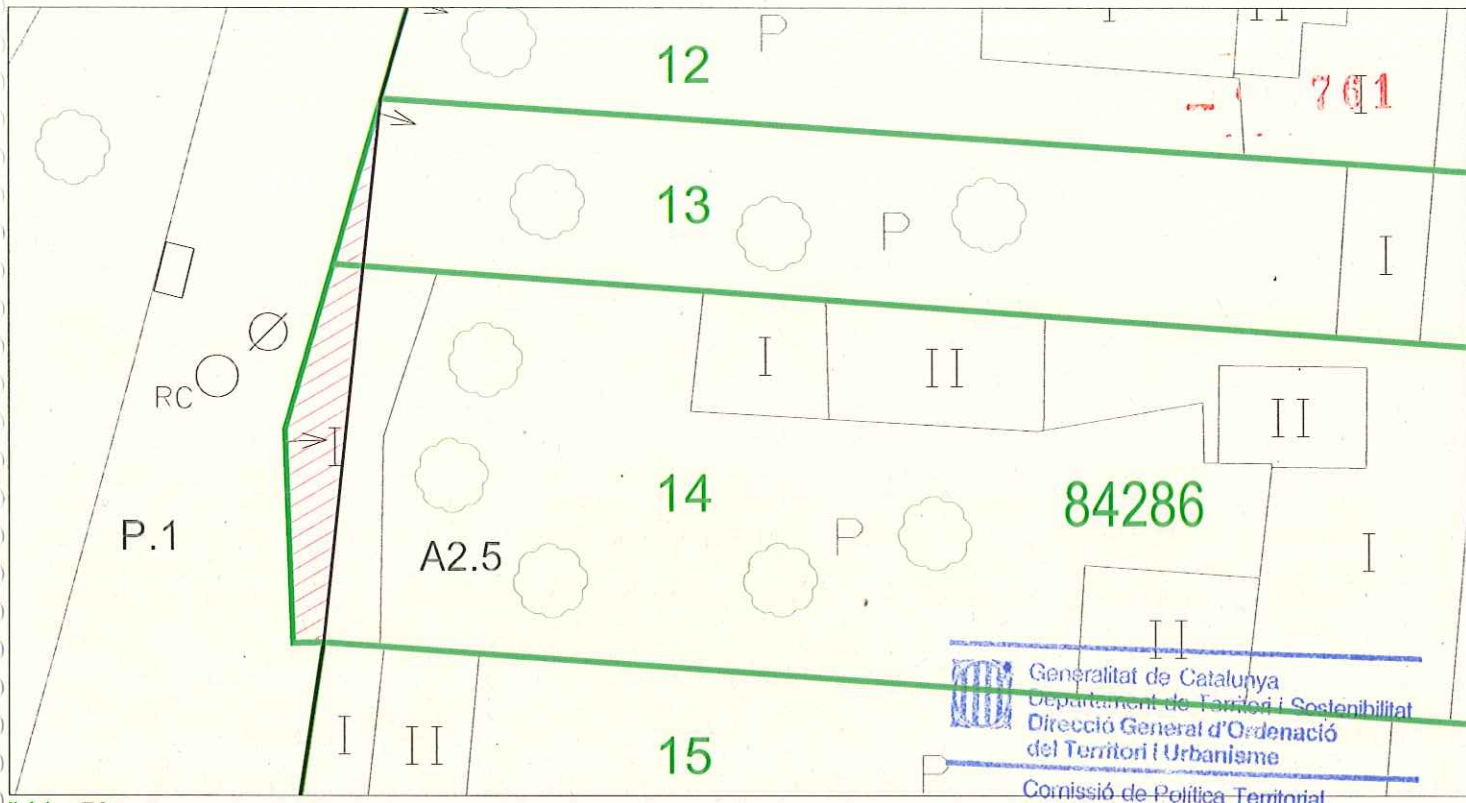 I
II
P
12
761
I
13
P
I
I
II
II
RC
I
14
84286
P.1
A2.5
P
I
II
Generalitat de Catalunya
Departament de Territori i Sostenibilitat
Direcció General d'Ordenació
del Territori i Urbanisme
I
II
15
P
Comissió de Política Territorial